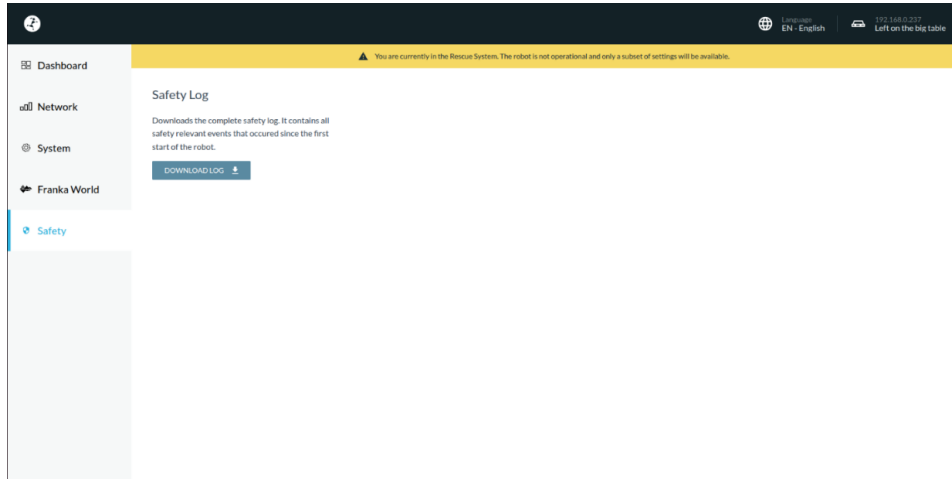 Language
EN - English
192.168.0.237
Left on the big table
You are currently in the Rescue System. The robot is not operational and only a subset of settings will be available.
Dashboard
Network
System
Franka World
Safety
Safety Log
Downloads the complete safety log. It contains all
safety relevant events that occured since the first
start of the robot.
DOWNLOAD LOG